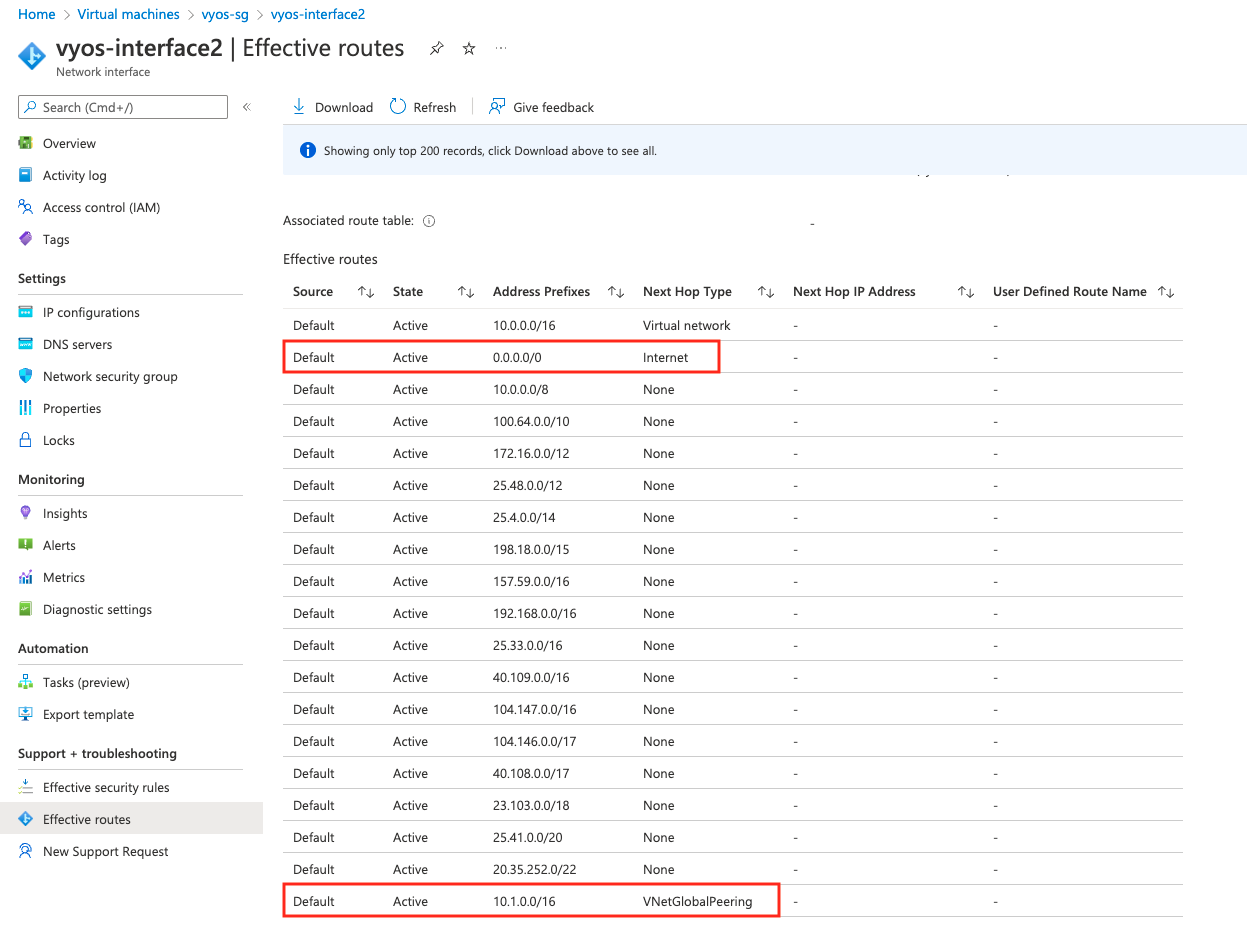 Home > Virtual machines > vyos-sg > vyos-interface2
vyos-interface2 | Effective routes
Network interface
Search (Cmd+/)
Overview
Activity log
Access control (IAM)
Tags
Settings
IP configurations
DNS servers
Network security group
Properties
Locks
Monitoring
Insights
Alerts
Metrics
Diagnostic settings
Automation
Tasks (preview)
Export template
Support + troubleshooting
Effective security rules
Effective routes
New Support Request
Download Refresh Give feedback
Showing only top 200 records, click Download above to see all.
Associated route table: -
Effective routes
Source State Address Prefixes Next Hop Type Next Hop IP Address User Defined Route Name
Default Active 10.0.0.0/16 Virtual network - -
Default Active 0.0.0.0/0 Internet - -
Default Active 10.0.0.0/8 None - -
Default Active 100.64.0.0/10 None - -
Default Active 172.16.0.0/12 None - -
Default Active 25.48.0.0/12 None - -
Default Active 25.4.0.0/14 None - -
Default Active 198.18.0.0/15 None - -
Default Active 157.59.0.0/16 None - -
Default Active 192.168.0.0/16 None - -
Default Active 25.33.0.0/16 None - -
Default Active 40.109.0.0/16 None - -
Default Active 104.147.0.0/16 None - -
Default Active 104.146.0.0/17 None - -
Default Active 40.108.0.0/17 None - -
Default Active 23.103.0.0/18 None - -
Default Active 25.41.0.0/20 None - -
Default Active 20.35.252.0/22 None - -
Default Active 10.1.0.0/16 VNetGlobalPeering - -